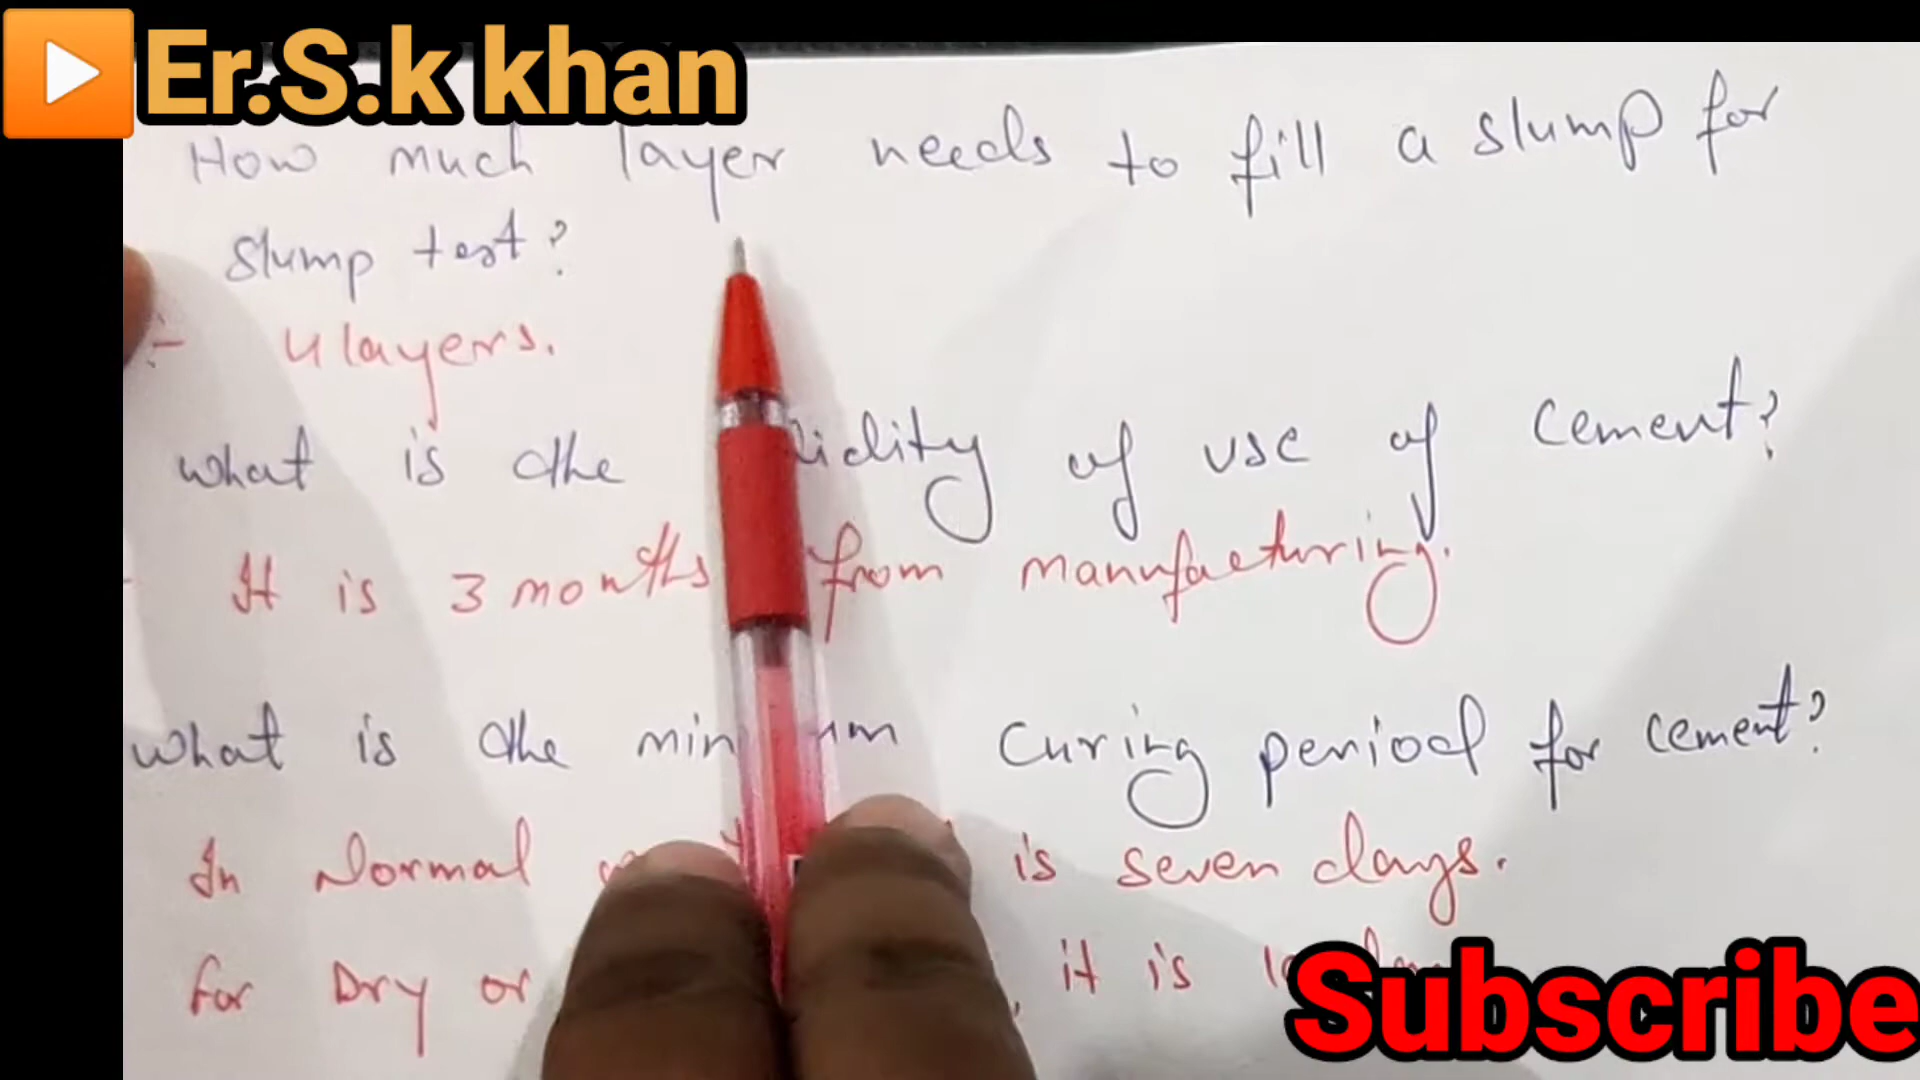 Er.S.k khan
How much layer needs to fill a slump for
slump test?
:- 4 layers.
What is the of use of cement?
It is 3 months from manufacturing.
What is the curing period for cement?
In Normal is seven days.
For Dry or , it is
Subscribe